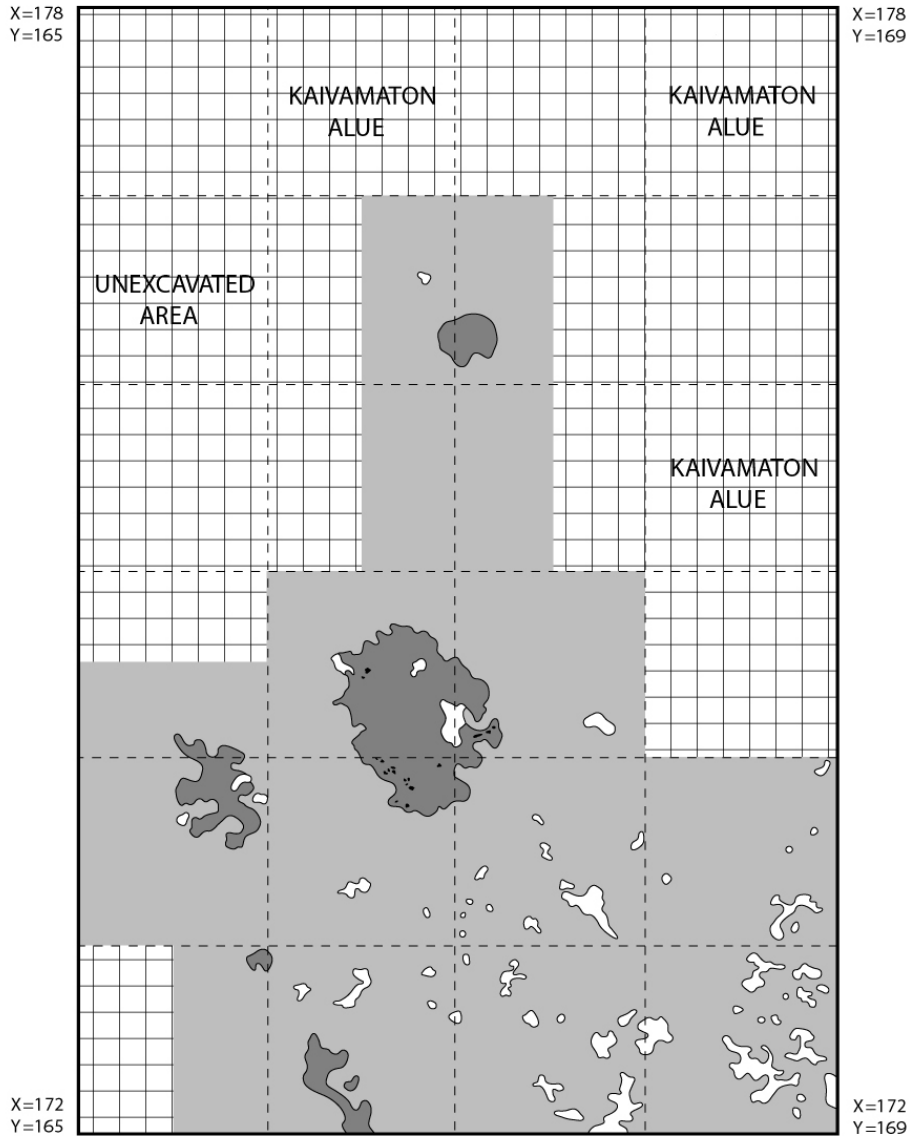 X=178
Y=165
X=178
Y=169
KAIVAMATON
ALUE
KAIVAMATON
ALUE
UNEXCAVATED
AREA
KAIVAMATON
ALUE
X=172
Y=165
X=172
Y=169